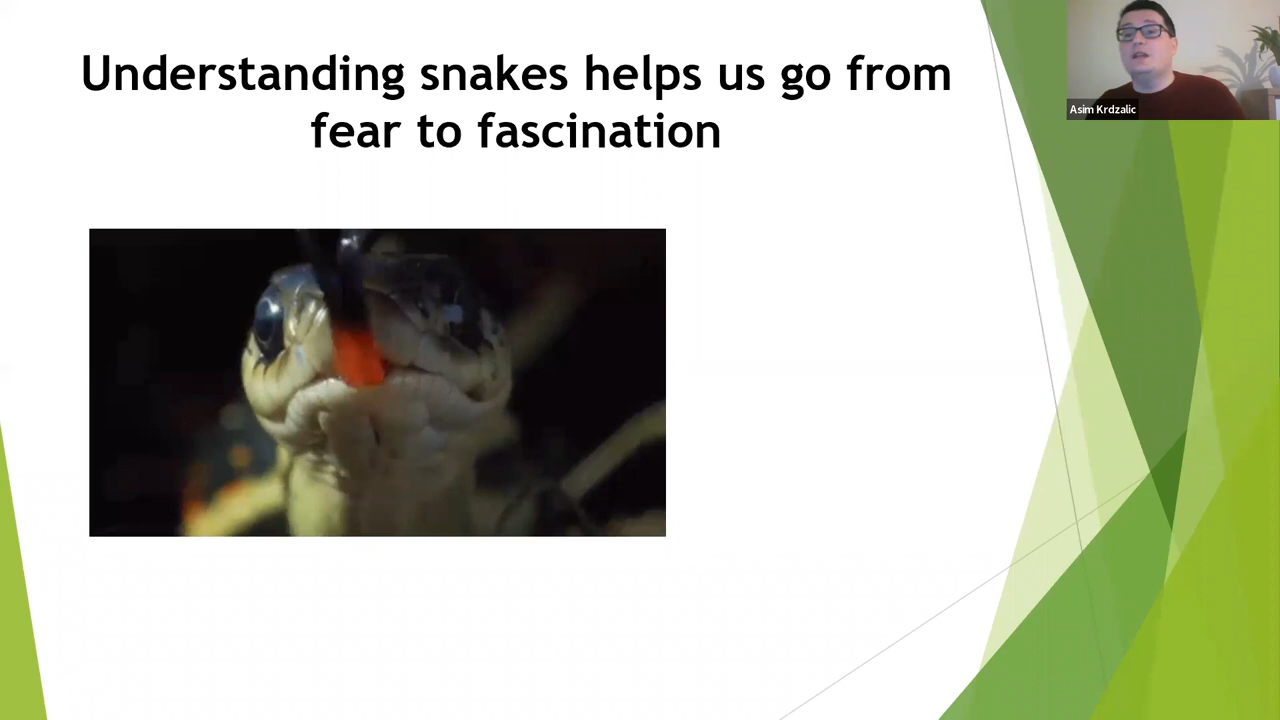 Understanding snakes helps us go from
fear to fascination
Asim Krdzalic